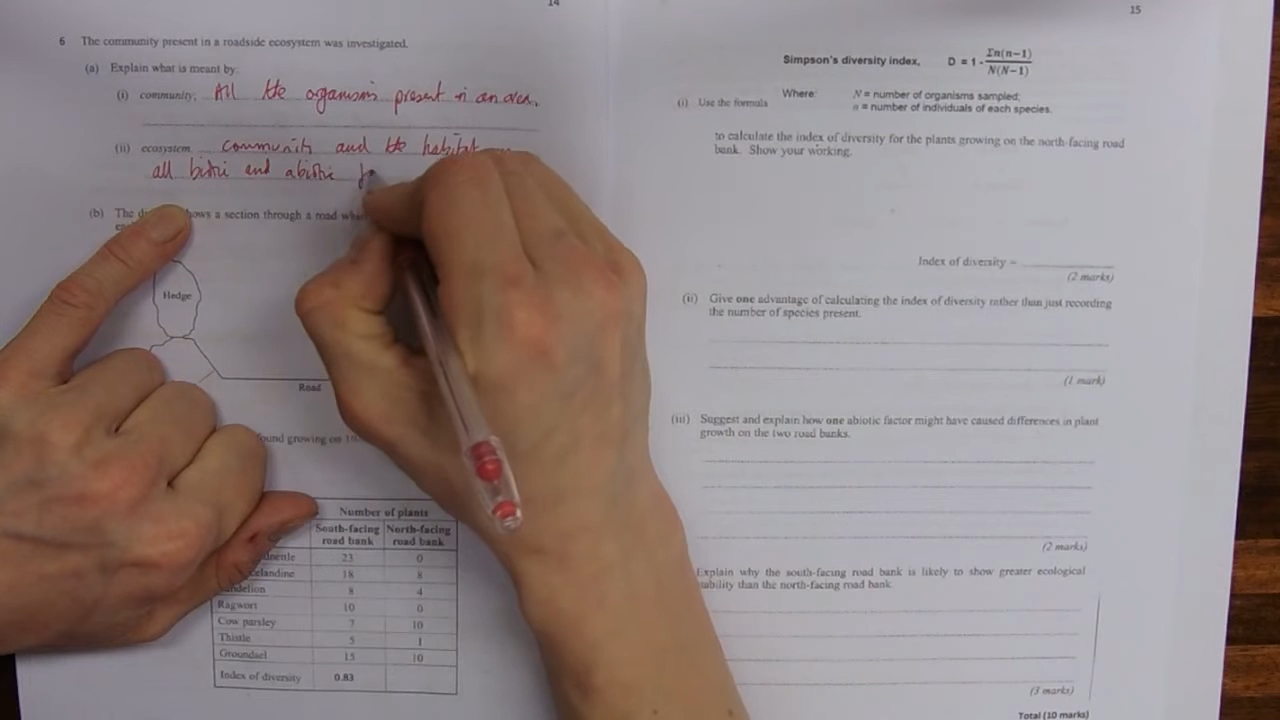 14
6 The community present in a roadside ecosystem was investigated.
(a) Explain what is meant by:
(i) community; All the organisms present in an area.
(ii) ecosystem. community and the habitat
all biotic and abiotic
(b) The shows a section through a road
Hedge
Road
found growing on
Number of plants
South-facing road bank North-facing road bank
23 0
18 8
8 4
Ragwort 10 0
Cow parsley 7 10
Thistle 5 1
Groundsel 15 10
Index of diversity 0.83
15
Simpson's diversity index, D = 1 - Σn(n−1)/N(N−1)
Where: N = number of organisms sampled;
n = number of individuals of each species.
(i) Use the formula
to calculate the index of diversity for the plants growing on the north-facing road
bank. Show your working.
Index of diversity =
(2 marks)
(ii) Give one advantage of calculating the index of diversity rather than just recording
the number of species present.
(1 mark)
(iii) Suggest and explain how one abiotic factor might have caused differences in plant
growth on the two road banks.
(2 marks)
Explain why the south-facing road bank is likely to show greater ecological
stability than the north-facing road bank.
(3 marks)
Total (10 marks)